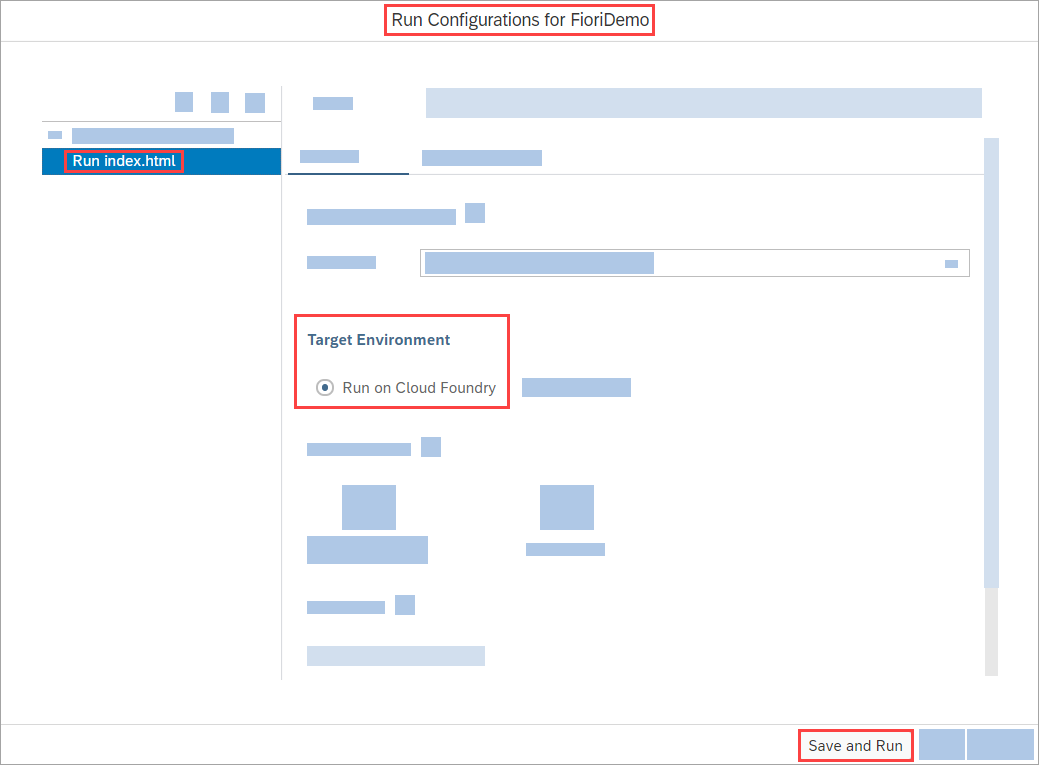 Run Configurations for FioriDemo
Run index.html
Target Environment
Run on Cloud Foundry
Save and Run